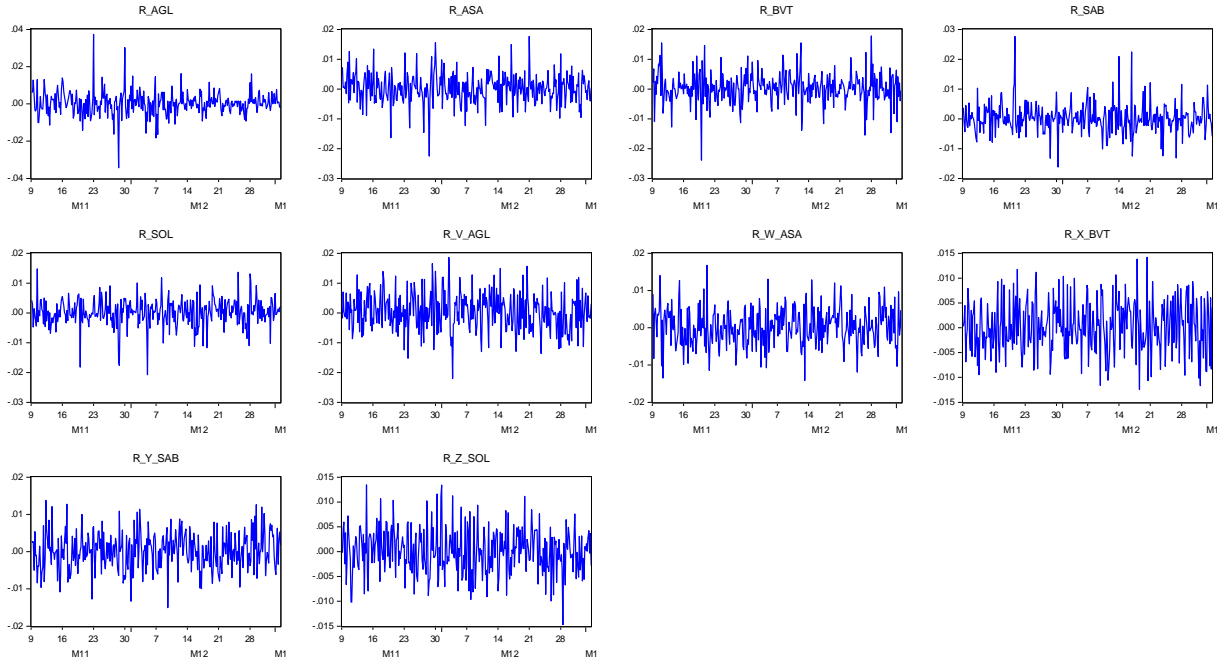 R_AGL
R_ASA
R_BVT
R_SAB
.04
.02
.00
-.02
-.04
9 16 23 30 7 14 21 28
M11 M12 M1
.02
.01
.00
-.01
-.02
-.03
9 16 23 30 7 14 21 28
M11 M12 M1
.02
.01
.00
-.01
-.02
-.03
9 16 23 30 7 14 21 28
M11 M12 M1
.03
.02
.01
.00
-.01
-.02
9 16 23 30 7 14 21 28
M11 M12 M1
R_SOL
R_V_AGL
R_W_ASA
R_X_BVT
.02
.01
.00
-.01
-.02
-.03
9 16 23 30 7 14 21 28
M11 M12 M1
.02
.01
.00
-.01
-.02
-.03
9 16 23 30 7 14 21 28
M11 M12 M1
.02
.01
.00
-.01
-.02
9 16 23 30 7 14 21 28
M11 M12 M1
.015
.010
.005
.000
-.005
-.010
-.015
9 16 23 30 7 14 21 28
M11 M12 M1
R_Y_SAB
R_Z_SOL
.02
.01
.00
-.01
-.02
9 16 23 30 7 14 21 28
M11 M12 M1
.015
.010
.005
.000
-.005
-.010
-.015
9 16 23 30 7 14 21 28
M11 M12 M1